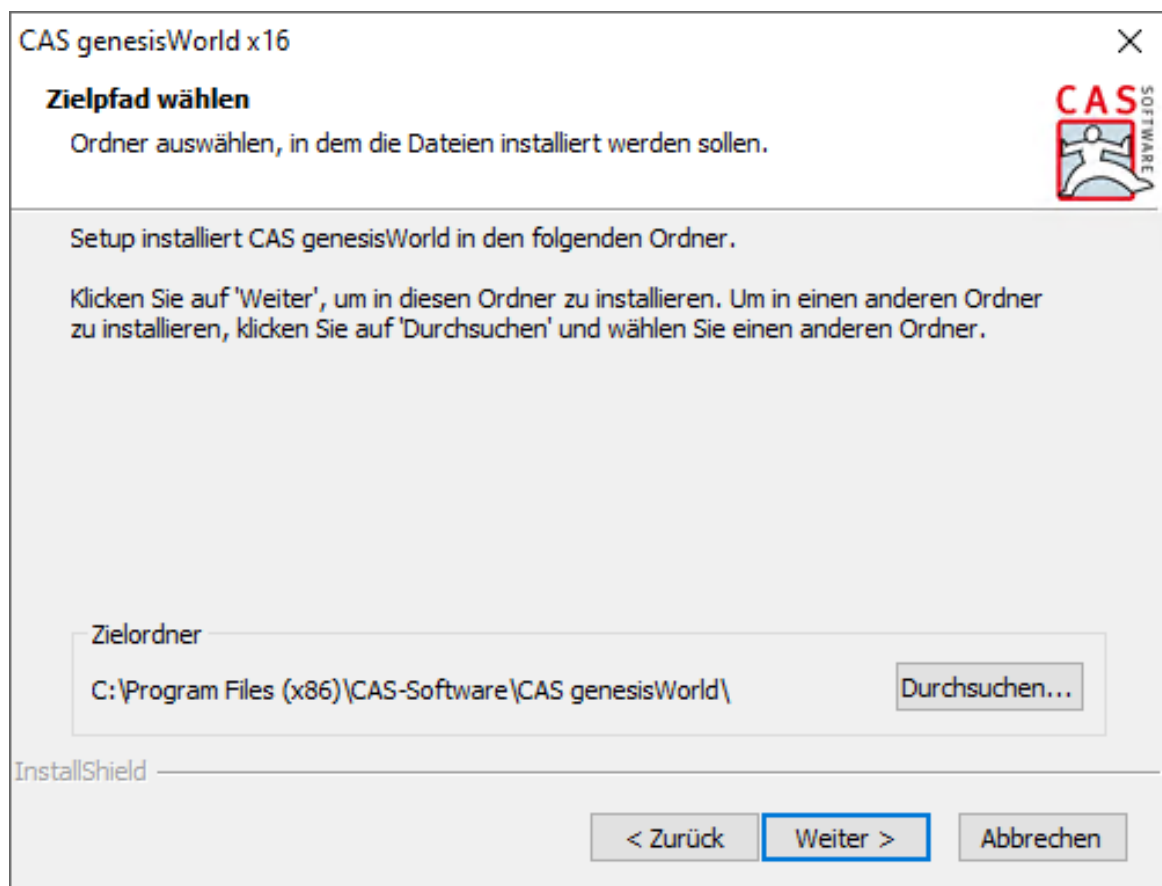 CAS genesisWorld x16
Zielpfad wählen
Ordner auswählen, in dem die Dateien installiert werden sollen.
CAS SOFTWARE
Setup installiert CAS genesisWorld in den folgenden Ordner.
Klicken Sie auf 'Weiter', um in diesen Ordner zu installieren. Um in einen anderen Ordner
zu installieren, klicken Sie auf 'Durchsuchen' und wählen Sie einen anderen Ordner.
Zielordner
C:\Program Files (x86)\CAS-Software\CAS genesisWorld\
Durchsuchen...
InstallShield
< Zurück
Weiter >
Abbrechen